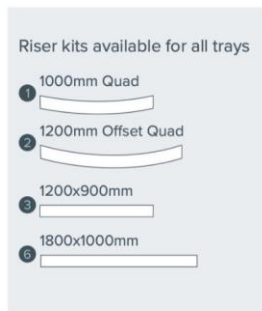 Riser kits available for all trays
1000mm Quad
1
1200mm Offset Quad
2
1200x900mm
3
1800x1000mm
6